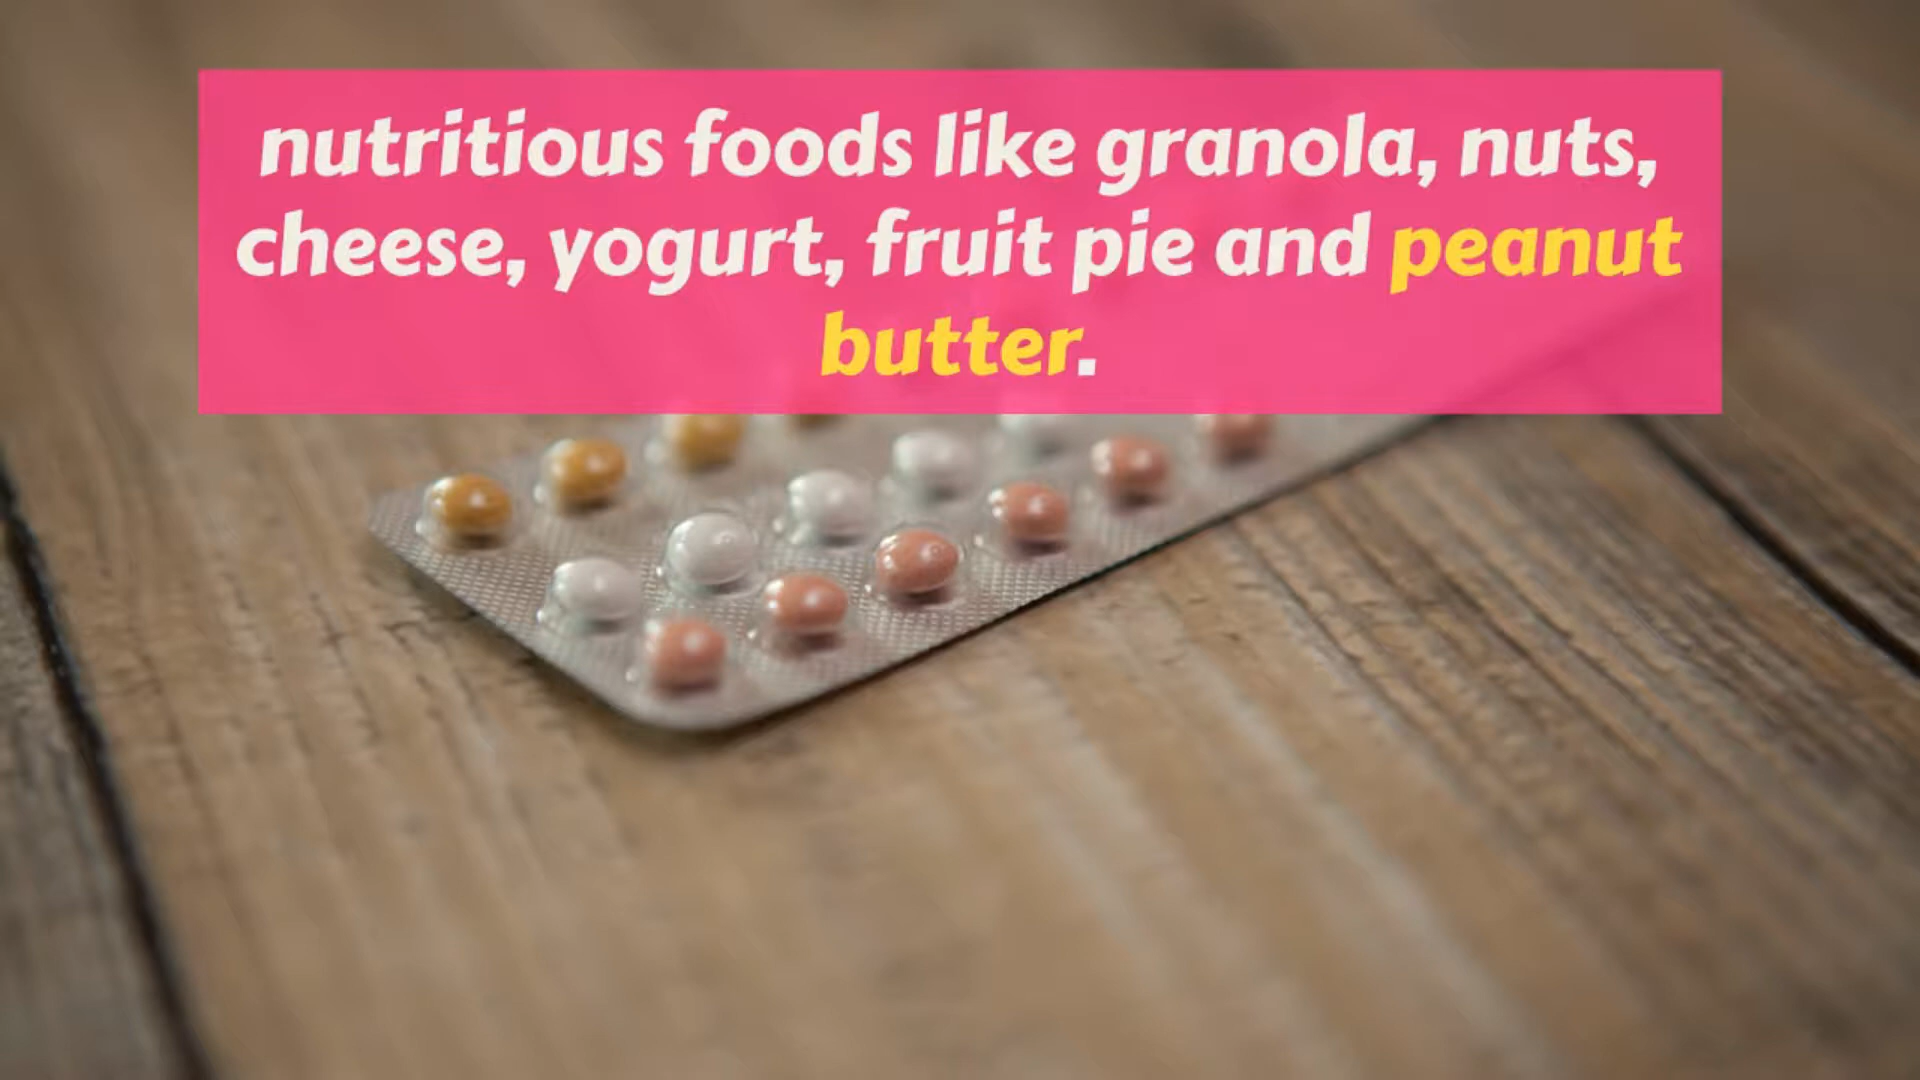 nutritious foods like granola, nuts,
cheese, yogurt, fruit pie and peanut
butter.